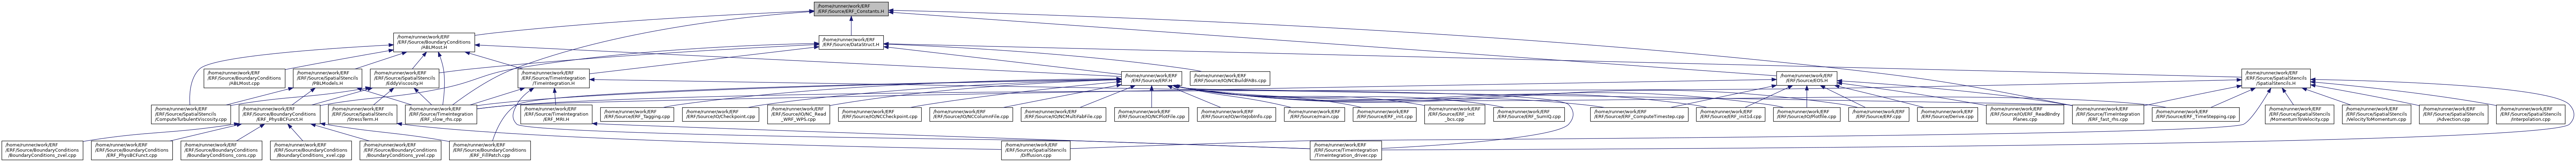 /home/runner/work/ERF
/ERF/Source/ERF_Constants.H
/home/runner/work/ERF
/ERF/Source/BoundaryConditions
/ABLMost.H
/home/runner/work/ERF
/ERF/Source/DataStruct.H
/home/runner/work/ERF
/ERF/Source/BoundaryConditions
/ABLMost.cpp
/home/runner/work/ERF
/ERF/Source/SpatialStencils
/PBLModels.H
/home/runner/work/ERF
/ERF/Source/SpatialStencils
/EddyViscosity.H
/home/runner/work/ERF
/ERF/Source/TimeIntegration
/TimeIntegration.H
/home/runner/work/ERF
/ERF/Source/ERF.H
/home/runner/work/ERF
/ERF/Source/IO/NCBuildFABs.cpp
/home/runner/work/ERF
/ERF/Source/EOS.H
/home/runner/work/ERF
/ERF/Source/SpatialStencils
/SpatialStencils.H
/home/runner/work/ERF
/ERF/Source/SpatialStencils
/ComputeTurbulentViscosity.cpp
/home/runner/work/ERF
/ERF/Source/BoundaryConditions
/ERF_PhysBCFunct.H
/home/runner/work/ERF
/ERF/Source/SpatialStencils
/StressTerm.H
/home/runner/work/ERF
/ERF/Source/TimeIntegration
/ERF_slow_rhs.cpp
/home/runner/work/ERF
/ERF/Source/TimeIntegration
/ERF_MRI.H
/home/runner/work/ERF
/ERF/Source/ERF_Tagging.cpp
/home/runner/work/ERF
/ERF/Source/IO/Checkpoint.cpp
/home/runner/work/ERF
/ERF/Source/IO/NC_Read
_WRF_WPS.cpp
/home/runner/work/ERF
/ERF/Source/IO/NCCheckpoint.cpp
/home/runner/work/ERF
/ERF/Source/IO/NCColumnFile.cpp
/home/runner/work/ERF
/ERF/Source/IO/NCMultiFabFile.cpp
/home/runner/work/ERF
/ERF/Source/IO/NCPlotFile.cpp
/home/runner/work/ERF
/ERF/Source/IO/writeJobInfo.cpp
/home/runner/work/ERF
/ERF/Source/main.cpp
/home/runner/work/ERF
/ERF/Source/ERF_init.cpp
/home/runner/work/ERF
/ERF/Source/ERF_init
_bcs.cpp
/home/runner/work/ERF
/ERF/Source/ERF_SumIQ.cpp
/home/runner/work/ERF
/ERF/Source/ERF_ComputeTimestep.cpp
/home/runner/work/ERF
/ERF/Source/ERF_init1d.cpp
/home/runner/work/ERF
/ERF/Source/IO/Plotfile.cpp
/home/runner/work/ERF
/ERF/Source/ERF.cpp
/home/runner/work/ERF
/ERF/Source/Derive.cpp
/home/runner/work/ERF
/ERF/Source/IO/ERF_ReadBndry
Planes.cpp
/home/runner/work/ERF
/ERF/Source/TimeIntegration
/ERF_fast_rhs.cpp
/home/runner/work/ERF
/ERF/Source/ERF_TimeStepping.cpp
/home/runner/work/ERF
/ERF/Source/SpatialStencils
/MomentumToVelocity.cpp
/home/runner/work/ERF
/ERF/Source/SpatialStencils
/VelocityToMomentum.cpp
/home/runner/work/ERF
/ERF/Source/SpatialStencils
/Advection.cpp
/home/runner/work/ERF
/ERF/Source/SpatialStencils
/Interpolation.cpp
/home/runner/work/ERF
/ERF/Source/BoundaryConditions
/BoundaryConditions_zvel.cpp
/home/runner/work/ERF
/ERF/Source/BoundaryConditions
/ERF_PhysBCFunct.cpp
/home/runner/work/ERF
/ERF/Source/BoundaryConditions
/BoundaryConditions_cons.cpp
/home/runner/work/ERF
/ERF/Source/BoundaryConditions
/BoundaryConditions_xvel.cpp
/home/runner/work/ERF
/ERF/Source/BoundaryConditions
/BoundaryConditions_yvel.cpp
/home/runner/work/ERF
/ERF/Source/BoundaryConditions
/ERF_FillPatch.cpp
/home/runner/work/ERF
/ERF/Source/SpatialStencils
/Diffusion.cpp
/home/runner/work/ERF
/ERF/Source/TimeIntegration
/TimeIntegration_driver.cpp